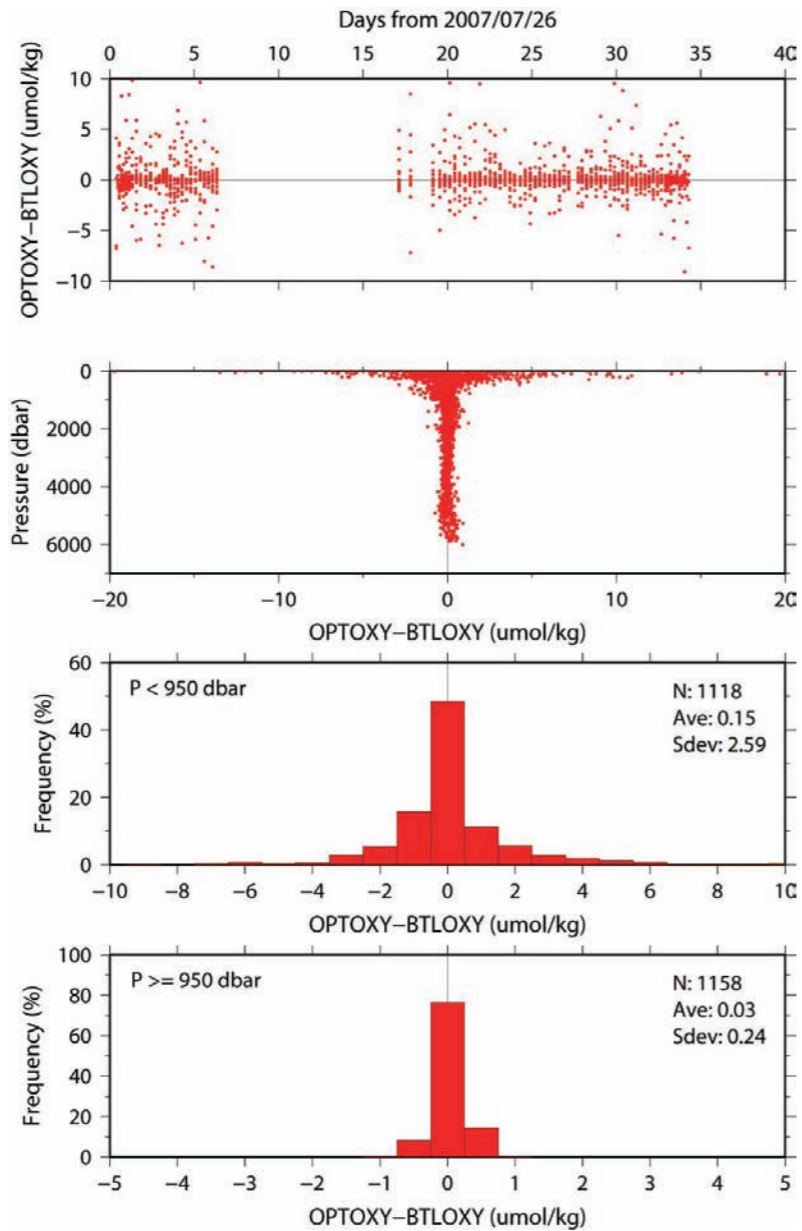 Days from 2007/07/26
0 5 10 15 20 25 30 35 40
OPTOXY−BTLOXY (umol/kg)
10
5
0
−5
−10
Pressure (dbar)
0
2000
4000
6000
−20 −10 0 10 20
OPTOXY−BTLOXY (umol/kg)
Frequency (%)
60
40
20
0
P < 950 dbar
N: 1118
Ave: 0.15
Sdev: 2.59
−10 −8 −6 −4 −2 0 2 4 6 8 10
OPTOXY−BTLOXY (umol/kg)
Frequency (%)
100
80
60
40
20
0
P >= 950 dbar
N: 1158
Ave: 0.03
Sdev: 0.24
−5 −4 −3 −2 −1 0 1 2 3 4 5
OPTOXY−BTLOXY (umol/kg)